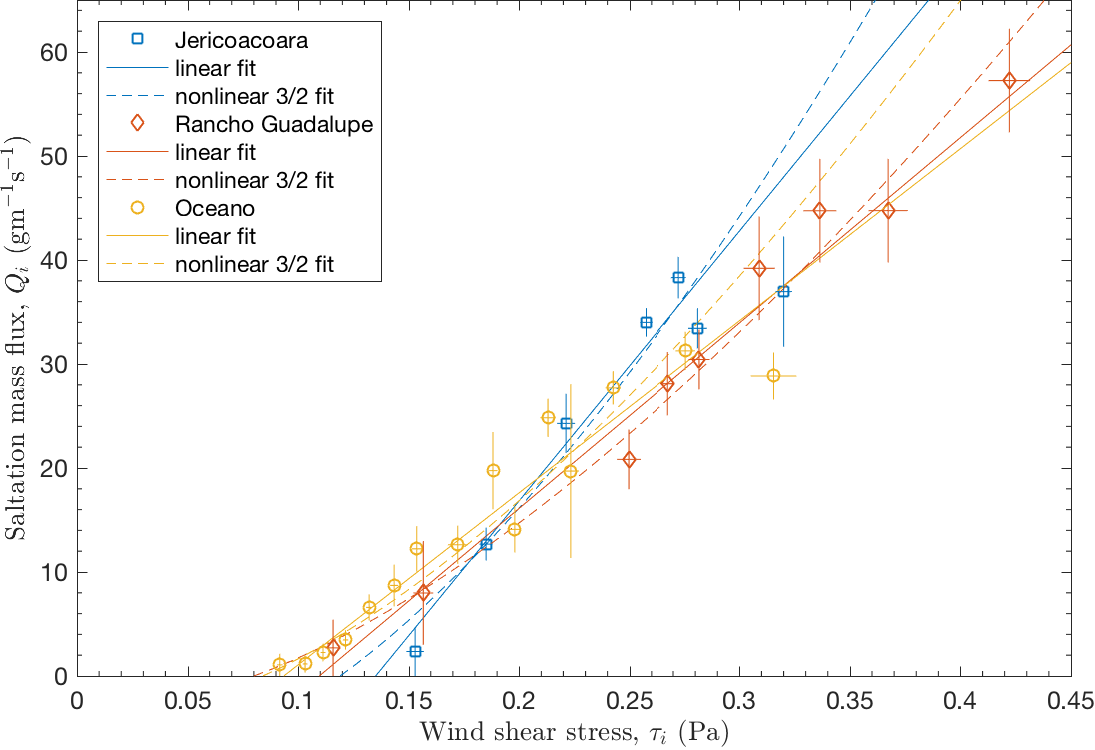 Jericoacoara
linear fit
nonlinear 3/2 fit
Rancho Guadalupe
linear fit
nonlinear 3/2 fit
Oceano
linear fit
nonlinear 3/2 fit
60
50
40
30
20
10
0
Saltation mass flux, Qᵢ (gm⁻¹s⁻¹)
0 0.05 0.1 0.15 0.2 0.25 0.3 0.35 0.4 0.45
Wind shear stress, τᵢ (Pa)